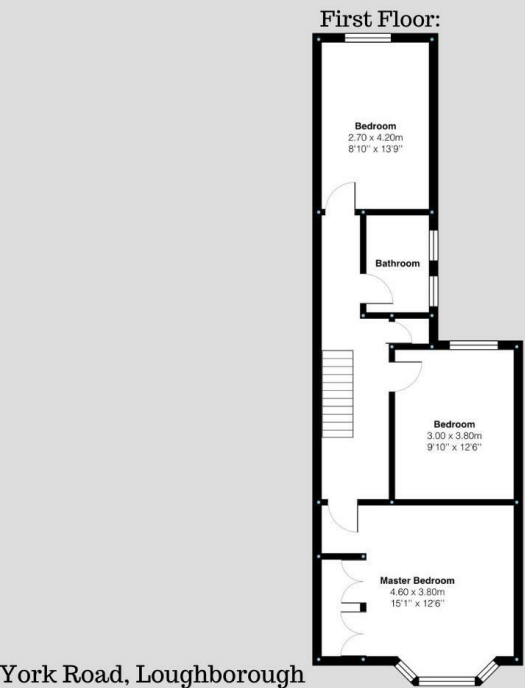 First Floor:
Bedroom
2.70 x 4.20m
8'10'' x 13'9''
Bathroom
Bedroom
3.00 x 3.80m
9'10'' x 12'6''
Master Bedroom
4.60 x 3.80m
15'1'' x 12'6''
York Road, Loughborough